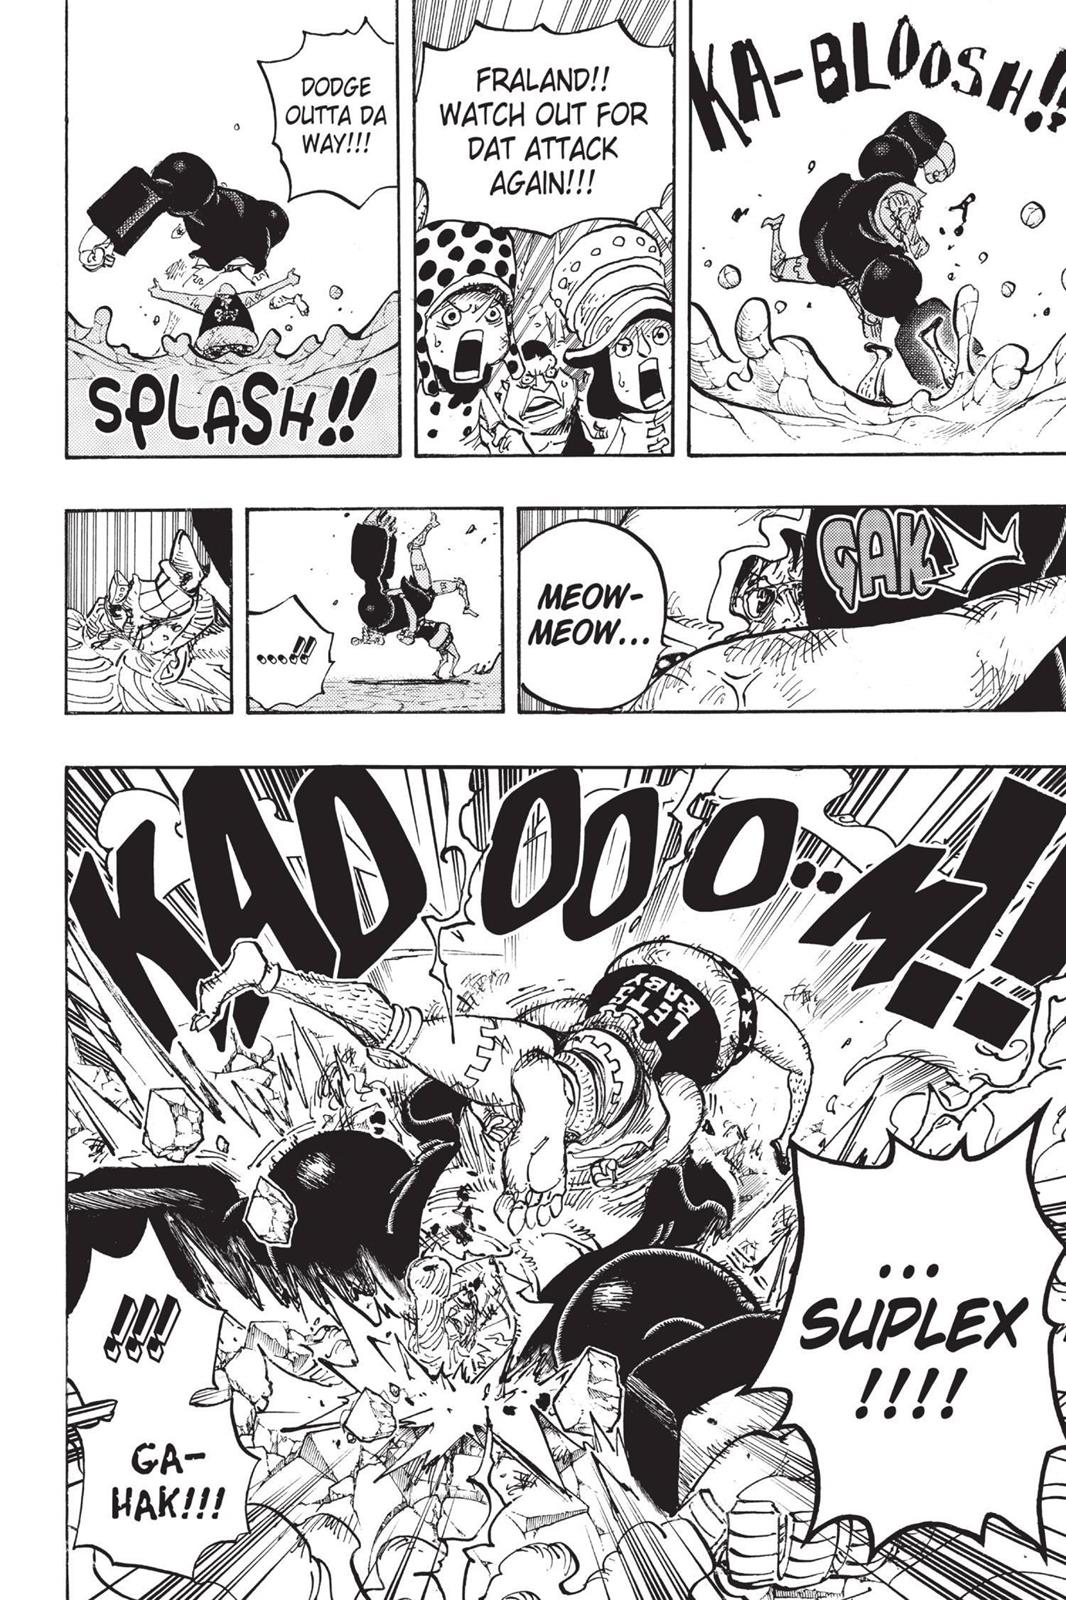 KA-BLOOSH!!
FRALAND!!
WATCH OUT FOR
DAT ATTACK
AGAIN!!!
DODGE
OUTTA DA
WAY!!!
SPLASH!!
GAK
MEOW-
MEOW...
.....!!
KADOOO...M!!
LET'S
BABY
...
SUPLEX
!!!!
!!!
GA-
HAK!!!